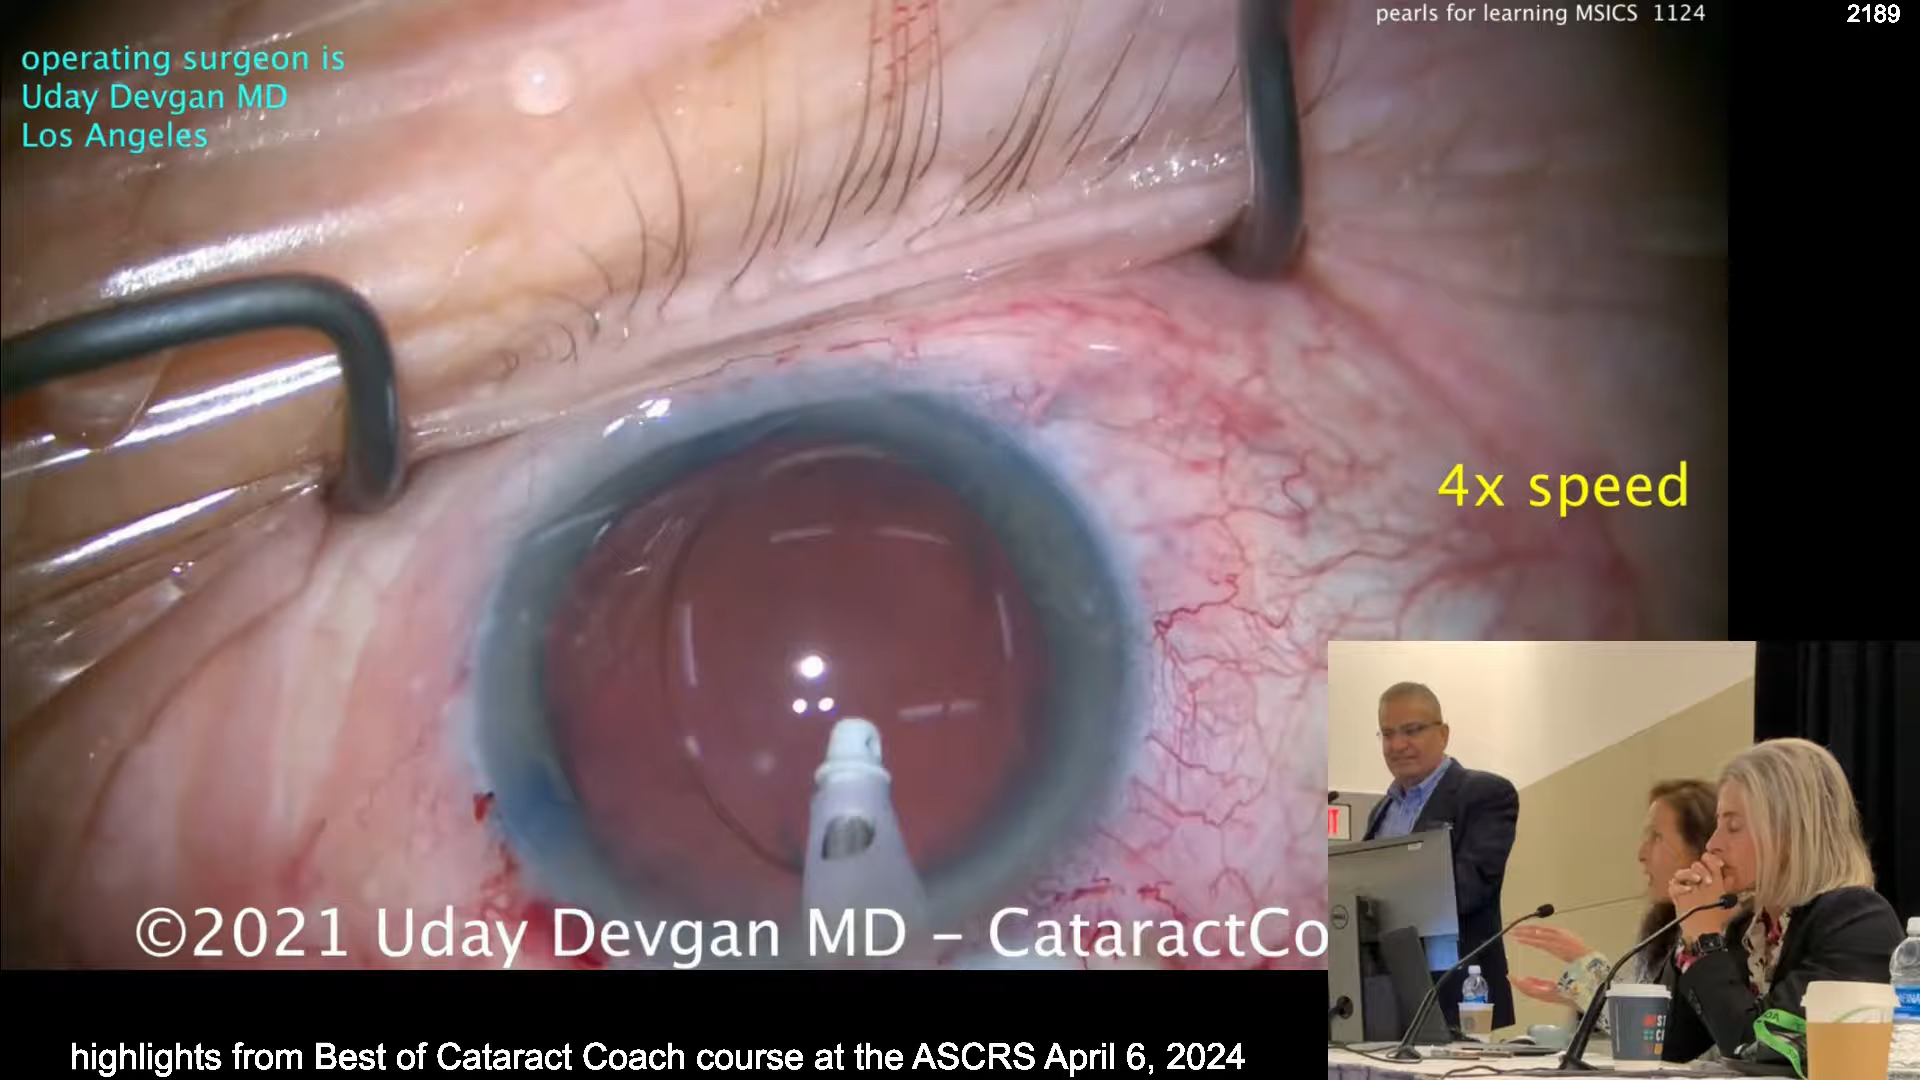 pearls for learning MSICS 1124
2189
operating surgeon is
Uday Devgan MD
Los Angeles
4x speed
©2021 Uday Devgan MD – CataractCo
highlights from Best of Cataract Coach course at the ASCRS April 6, 2024
DELL